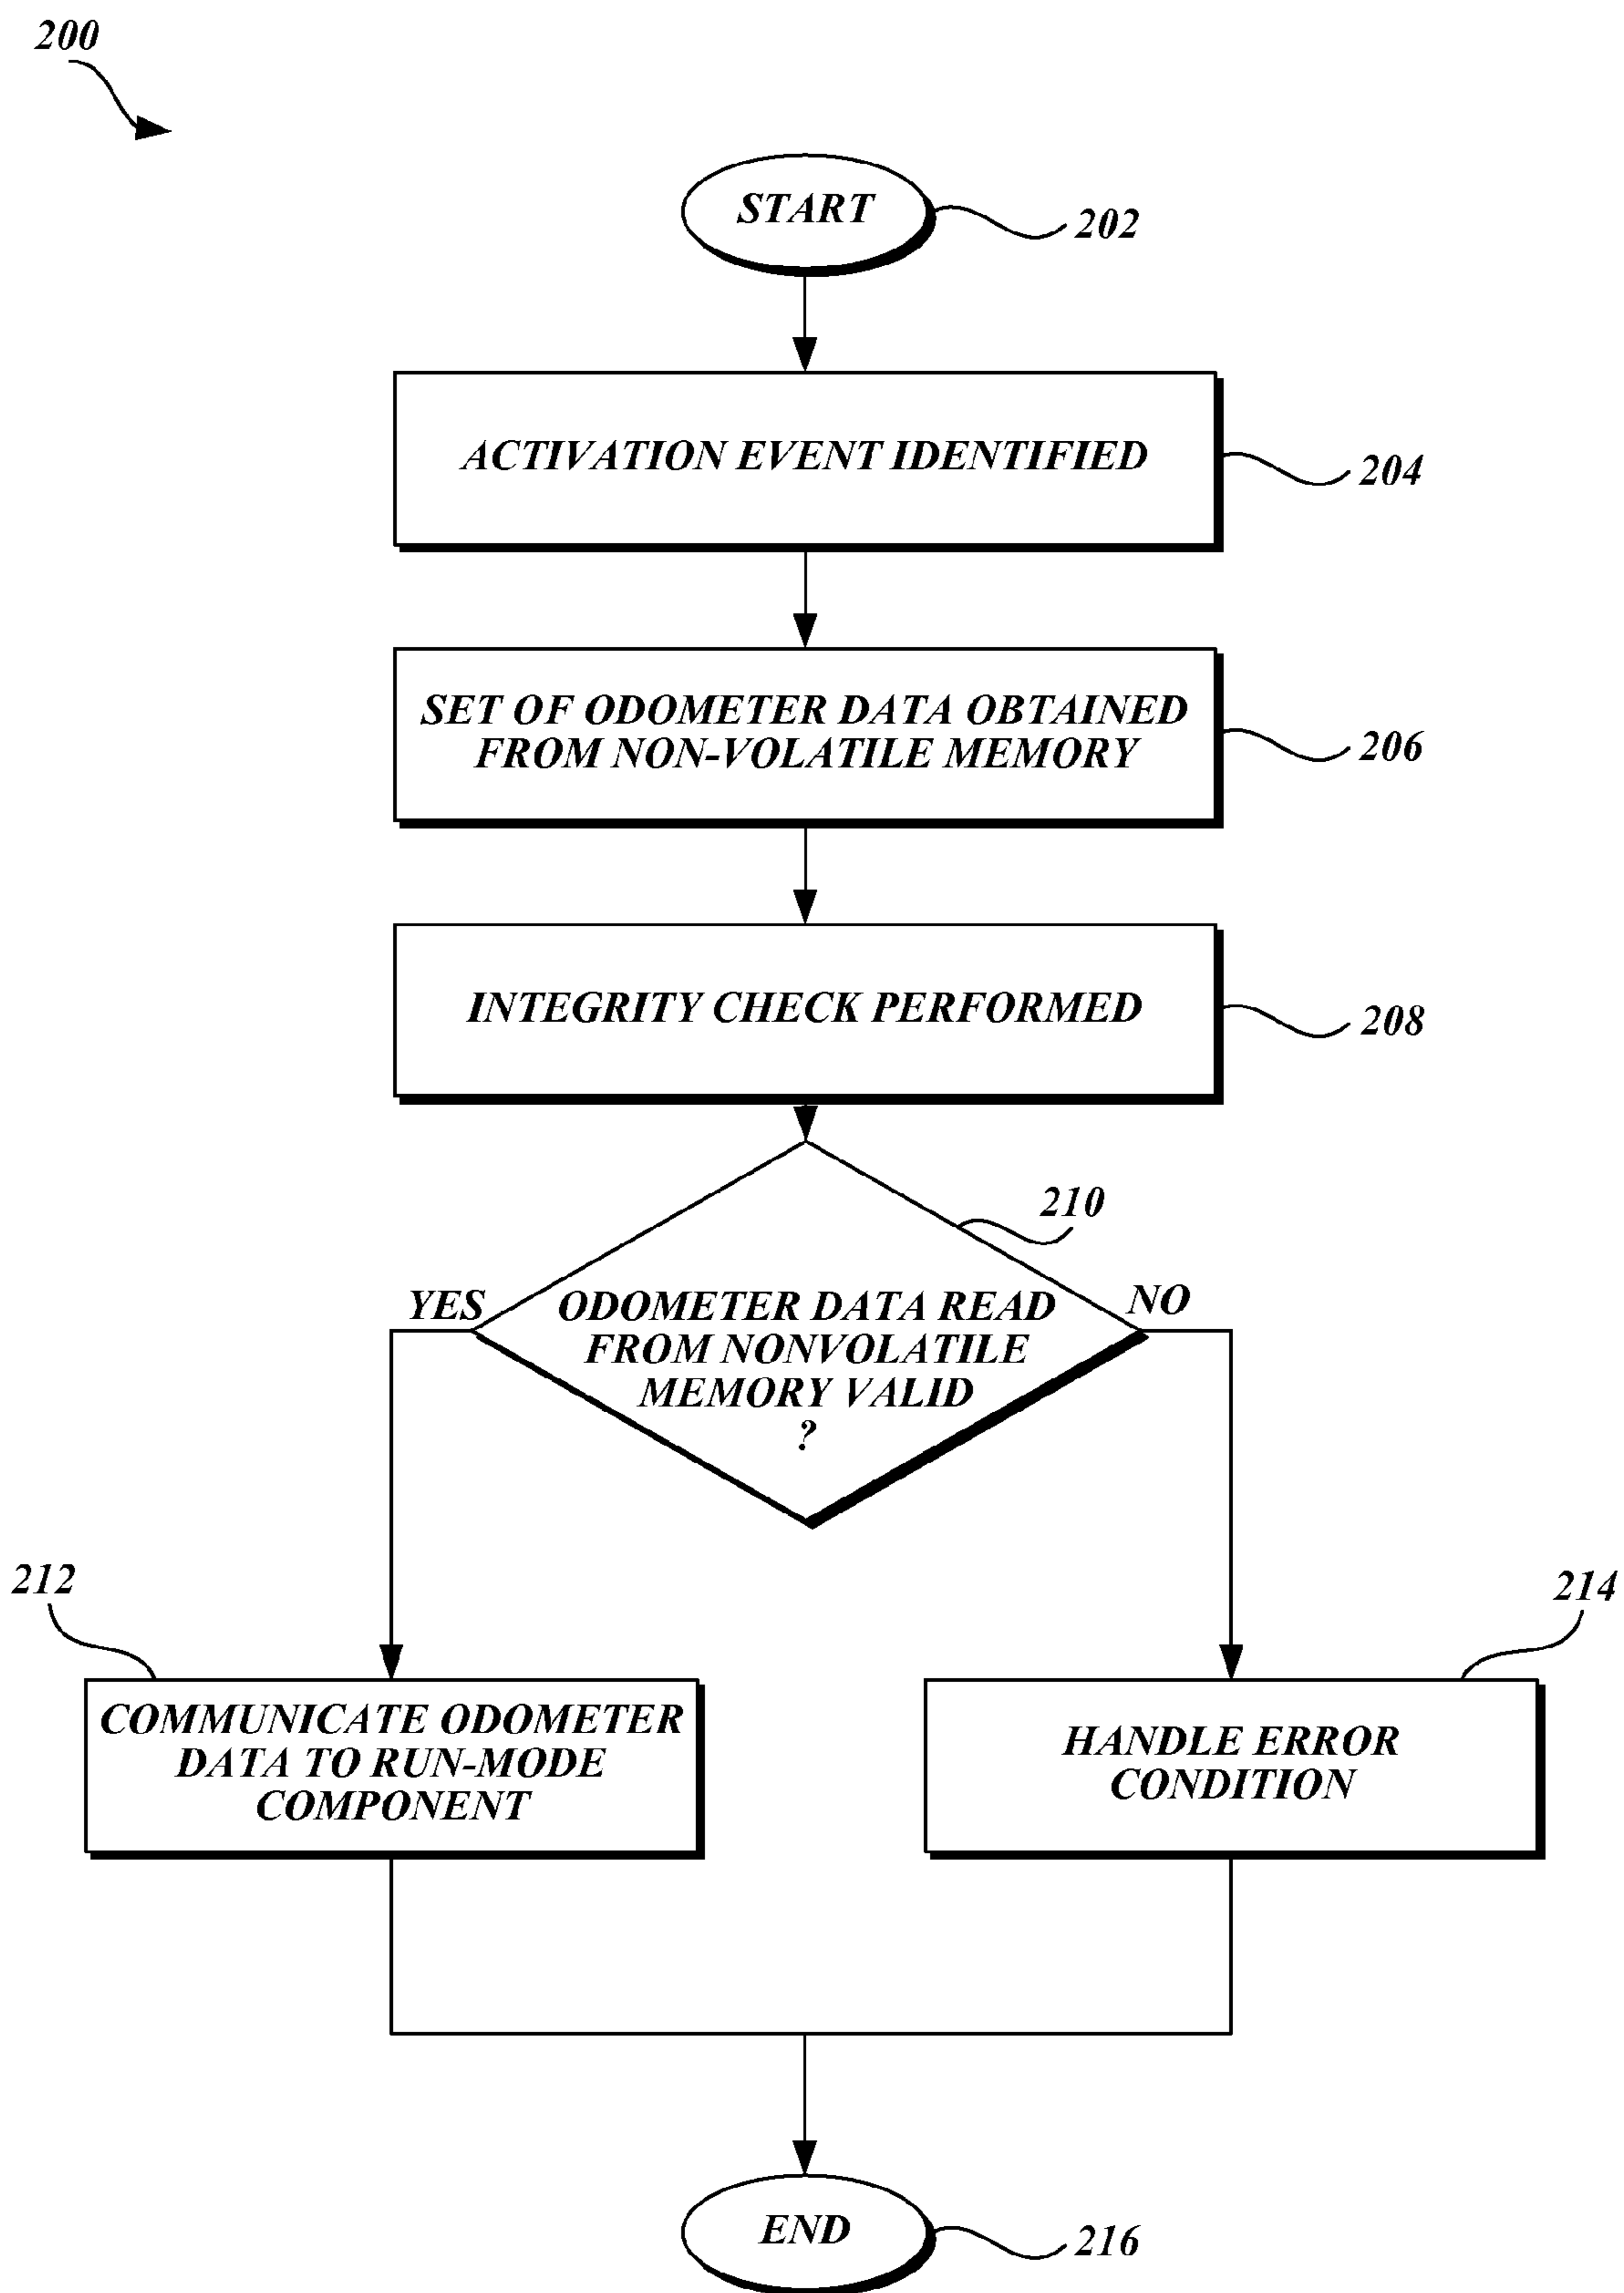 200
START
202
ACTIVATION EVENT IDENTIFIED
204
SET OF ODOMETER DATA OBTAINED
FROM NON-VOLATILE MEMORY
206
INTEGRITY CHECK PERFORMED
208
210
YES
NO
ODOMETER DATA READ
FROM NONVOLATILE
MEMORY VALID
?
212
214
COMMUNICATE ODOMETER
DATA TO RUN-MODE
COMPONENT
HANDLE ERROR
CONDITION
END
216